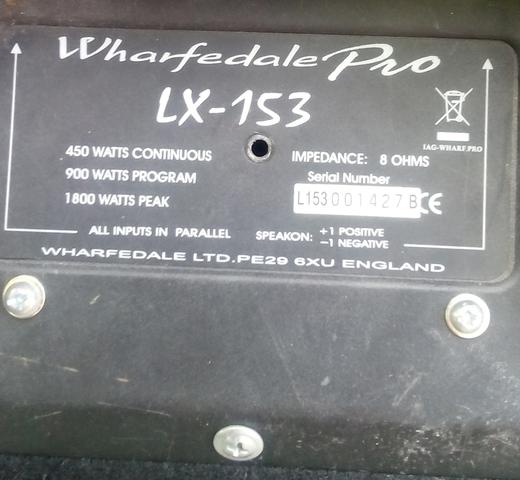 Wharfedale Pro
LX-153
IAG-WHARF.PRO
450 WATTS CONTINUOUS
900 WATTS PROGRAM
1800 WATTS PEAK
IMPEDANCE: 8 OHMS
Serial Number
L153001427B CE
ALL INPUTS IN PARALLEL
SPEAKON: +1 POSITIVE
−1 NEGATIVE
WHARFEDALE LTD.PE29 6XU ENGLAND